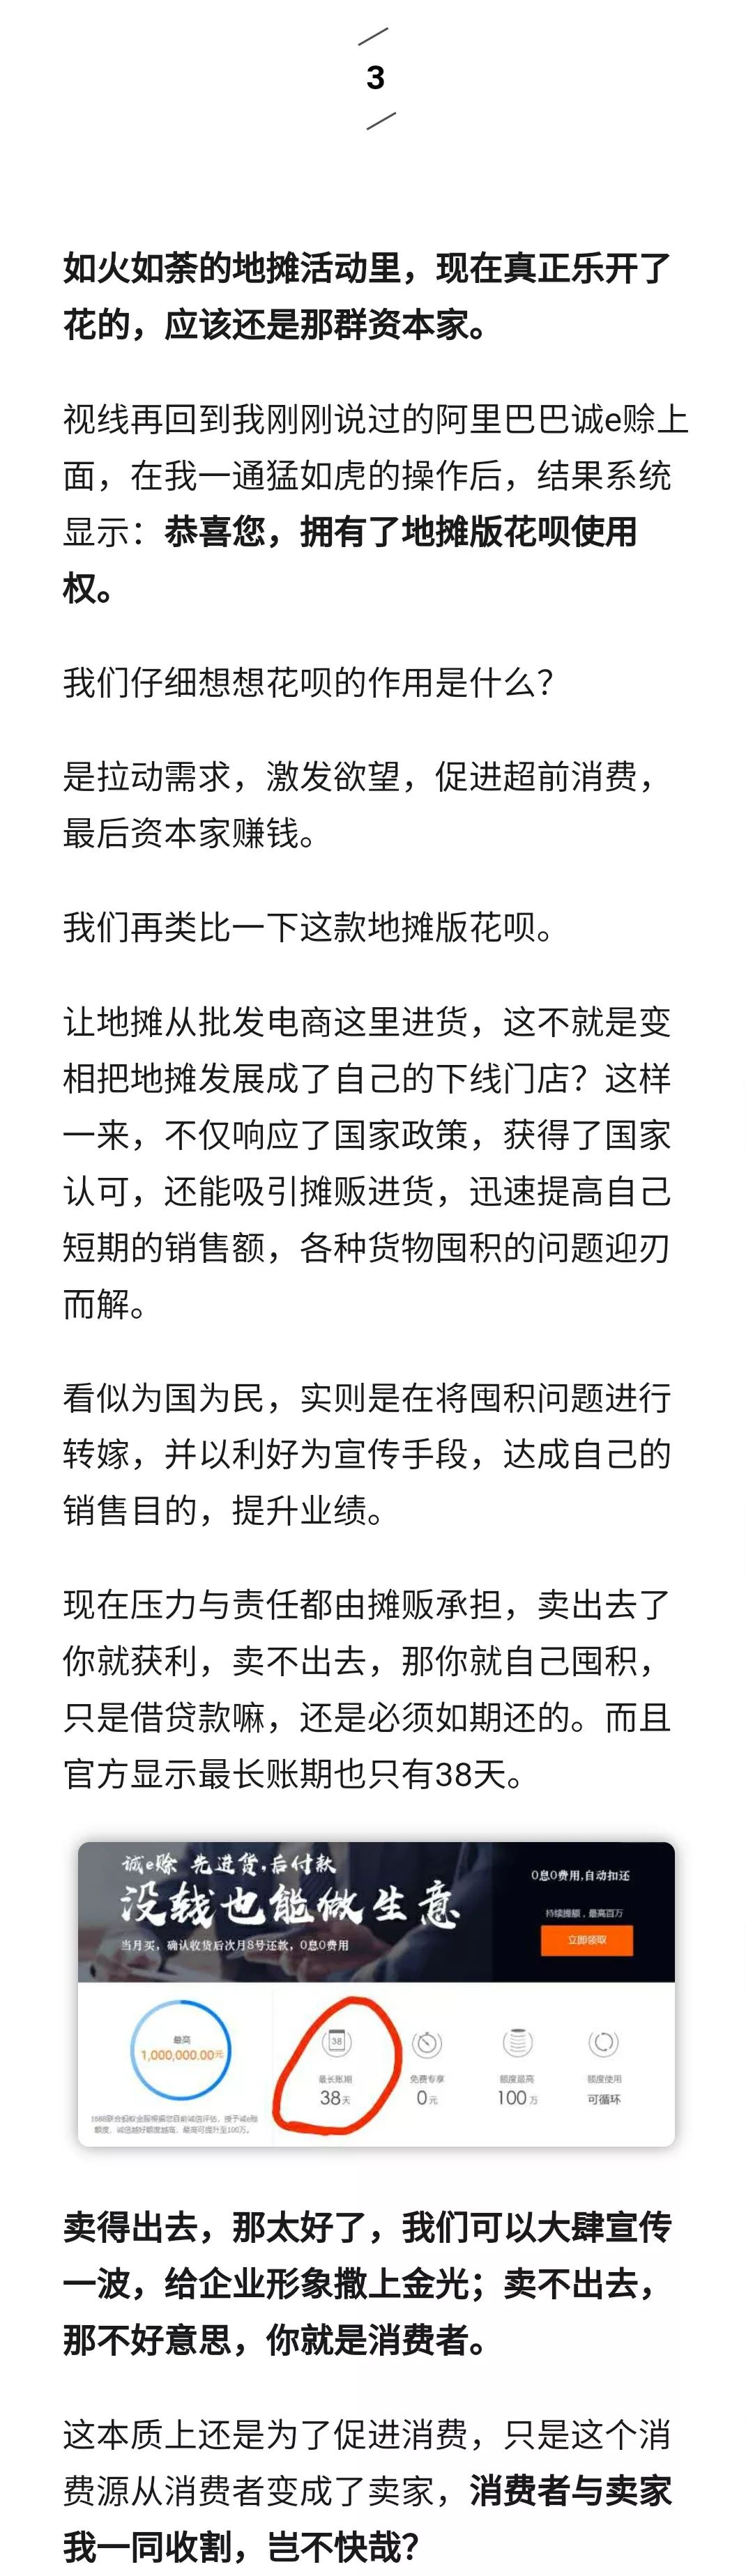 3
如火如荼的地摊活动里，现在真正乐开了
花的，应该还是那群资本家。
视线再回到我刚刚说过的阿里巴巴诚e赊上
面，在我一通猛如虎的操作后，结果系统
显示：恭喜您，拥有了地摊版花呗使用
权。
我们仔细想想花呗的作用是什么？
是拉动需求，激发欲望，促进超前消费，
最后资本家赚钱。
我们再类比一下这款地摊版花呗。
让地摊从批发电商这里进货，这不就是变
相把地摊发展成了自己的下线门店？这样
一来，不仅响应了国家政策，获得了国家
认可，还能吸引摊贩进货，迅速提高自己
短期的销售额，各种货物囤积的问题迎刃
而解。
看似为国为民，实则是在将囤积问题进行
转嫁，并以利好为宣传手段，达成自己的
销售目的，提升业绩。
现在压力与责任都由摊贩承担，卖出去了
你就获利，卖不出去，那你就自己囤积，
只是借贷款嘛，还是必须如期还的。而且
官方显示最长账期也只有38天。
诚e赊 先进货，后付款
没钱也能做生意
当月买，确认收货后次月8号还款，0息0费用
0息0费用，自动扣还
持续提额，最高百万
立即领取
最高
1,000,000.00元
1688联合蚂蚁金服根据您目前诚信评估，授予诚e赊
额度，诚信越好额度越高，最高可提升至100万。
38
最长账期
38天
免费专享
0元
额度最高
100万
额度使用
可循环
卖得出去，那太好了，我们可以大肆宣传
一波，给企业形象撒上金光；卖不出去，
那不好意思，你就是消费者。
这本质上还是为了促进消费，只是这个消
费源从消费者变成了卖家，消费者与卖家
我一同收割，岂不快哉？